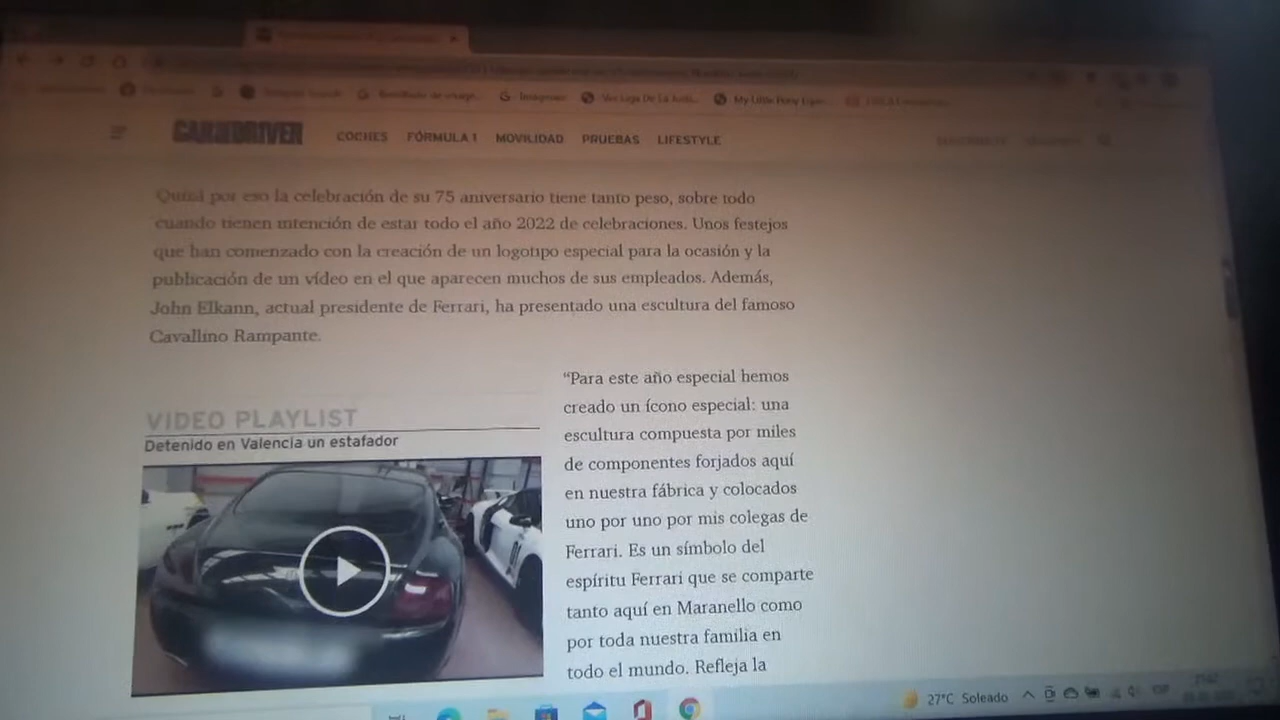 Imágenes
My Little Pony
CAR AND DRIVER
COCHES FÓRMULA 1 MOVILIDAD PRUEBAS LIFESTYLE
Quizá por eso la celebración de su 75 aniversario tiene tanto peso, sobre todo
cuando tienen intención de estar todo el año 2022 de celebraciones. Unos festejos
que han comenzado con la creación de un logotipo especial para la ocasión y la
publicación de un vídeo en el que aparecen muchos de sus empleados. Además,
John Elkann, actual presidente de Ferrari, ha presentado una escultura del famoso
Cavallino Rampante.
VIDEO PLAYLIST
Detenido en Valencia un estafador
“Para este año especial hemos
creado un ícono especial: una
escultura compuesta por miles
de componentes forjados aquí
en nuestra fábrica y colocados
uno por uno por mis colegas de
Ferrari. Es un símbolo del
espíritu Ferrari que se comparte
tanto aquí en Maranello como
por toda nuestra familia en
todo el mundo. Refleja la
27°C Soleado